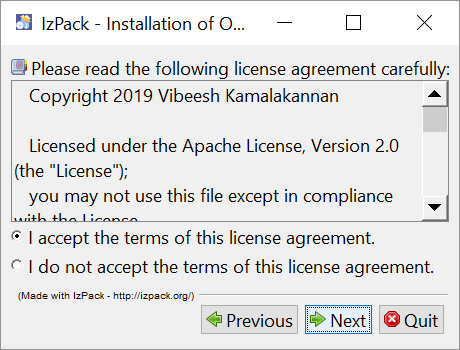 IzPack - Installation of O...
Please read the following license agreement carefully:
Copyright 2019 Vibeesh Kamalakannan
Licensed under the Apache License, Version 2.0
(the "License");
you may not use this file except in compliance
with the License
I accept the terms of this license agreement.
I do not accept the terms of this license agreement.
(Made with IzPack - http://izpack.org/)
Previous Next Quit